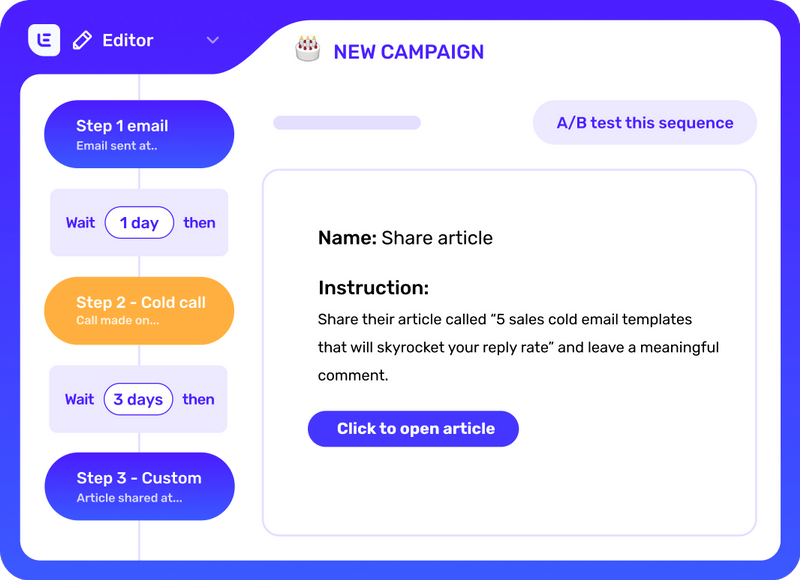 Editor
NEW CAMPAIGN
Step 1 email
Email sent at..
Wait 1 day then
Step 2 - Cold call
Call made on...
Wait 3 days then
Step 3 - Custom
Article shared at...
A/B test this sequence
Name: Share article
Instruction:
Share their article called “5 sales cold email templates
that will skyrocket your reply rate” and leave a meaningful
comment.
Click to open article